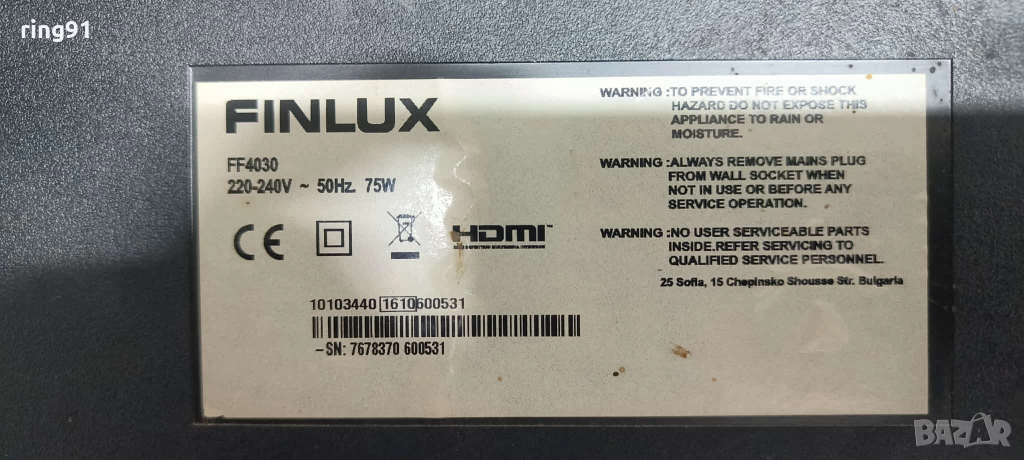 ring91
FINLUX
FF4030
220-240V ~ 50Hz. 75W
CE
HDMI™
10103440 1610 600531
-SN: 7678370 600531
WARNING :TO PREVENT FIRE OR SHOCK
HAZARD DO NOT EXPOSE THIS
APPLIANCE TO RAIN OR
MOISTURE.
WARNING :ALWAYS REMOVE MAINS PLUG
FROM WALL SOCKET WHEN
NOT IN USE OR BEFORE ANY
SERVICE OPERATION.
WARNING :NO USER SERVICEABLE PARTS
INSIDE.REFER SERVICING TO
QUALIFIED SERVICE PERSONNEL.
25 Sofia, 15 Chepinsko Shousse Str. Bulgaria
BAZAR